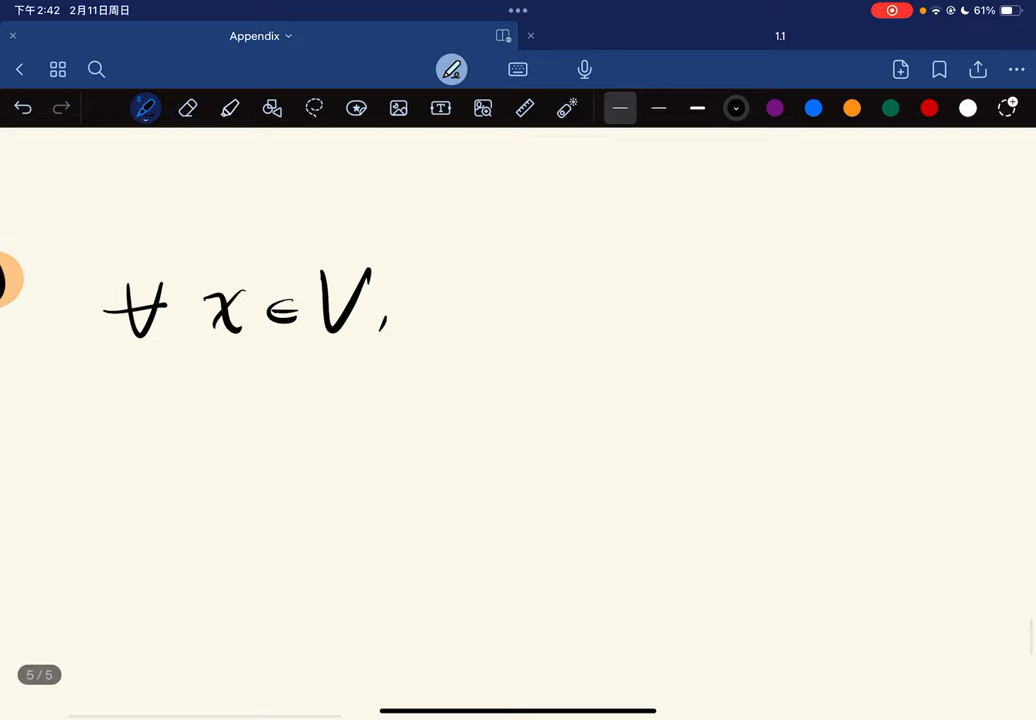 下午2:42 2月11日周日
61%
Appendix
1.1
∀ x ∈ V,
5 / 5